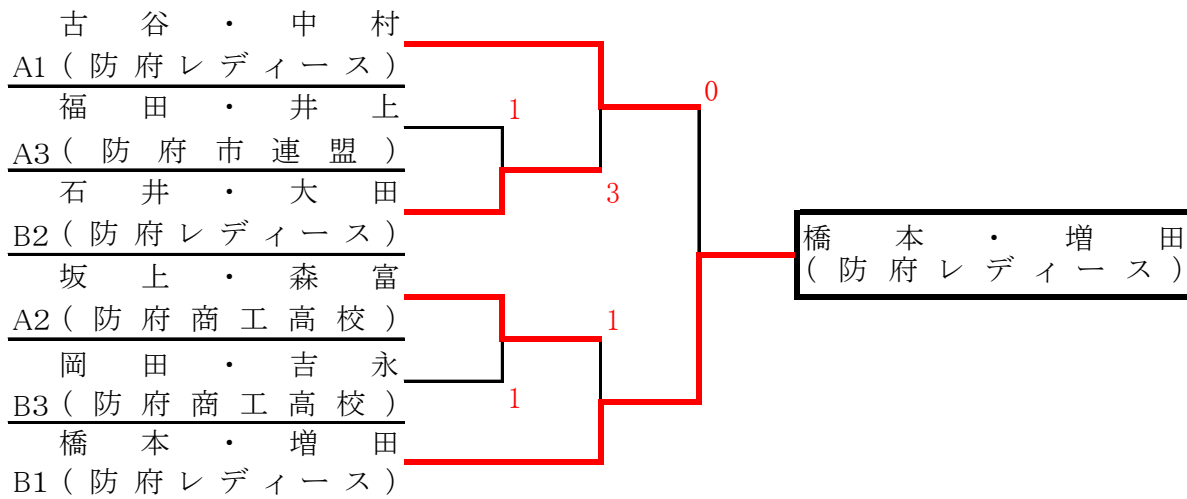 古谷・中村
A1(防府レディース)
福田・井上
A3(防府市連盟)
石井・大田
B2(防府レディース)
坂上・森富
A2(防府商工高校)
岡田・吉永
B3(防府商工高校)
橋本・増田
B1(防府レディース)
1
3
1
1
0
橋本・増田
(防府レディース)